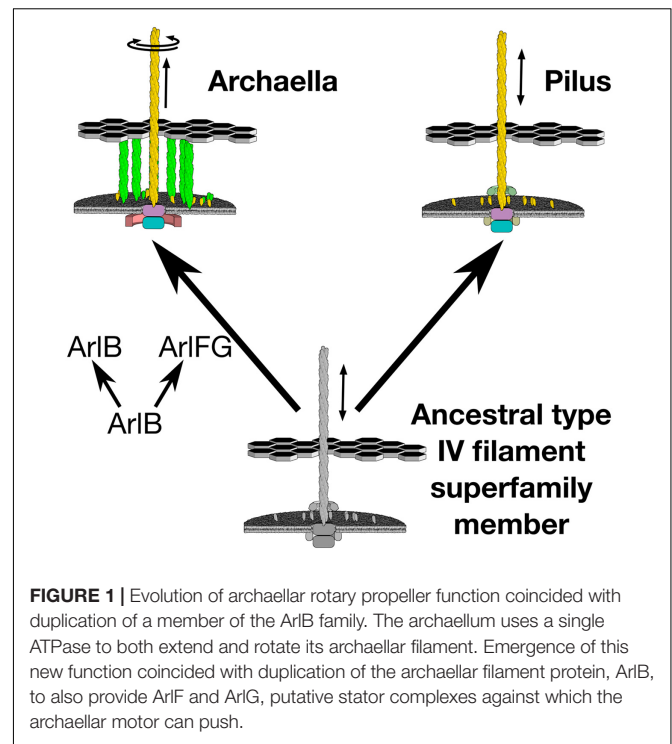 Archaella
Pilus
ArlB ArlFG
ArlB
Ancestral type
IV filament
superfamily
member
FIGURE 1 | Evolution of archaellar rotary propeller function coincided with
duplication of a member of the ArlB family. The archaellum uses a single
ATPase to both extend and rotate its archaellar filament. Emergence of this
new function coincided with duplication of the archaellar filament protein, ArlB,
to also provide ArlF and ArlG, putative stator complexes against which the
archaellar motor can push.